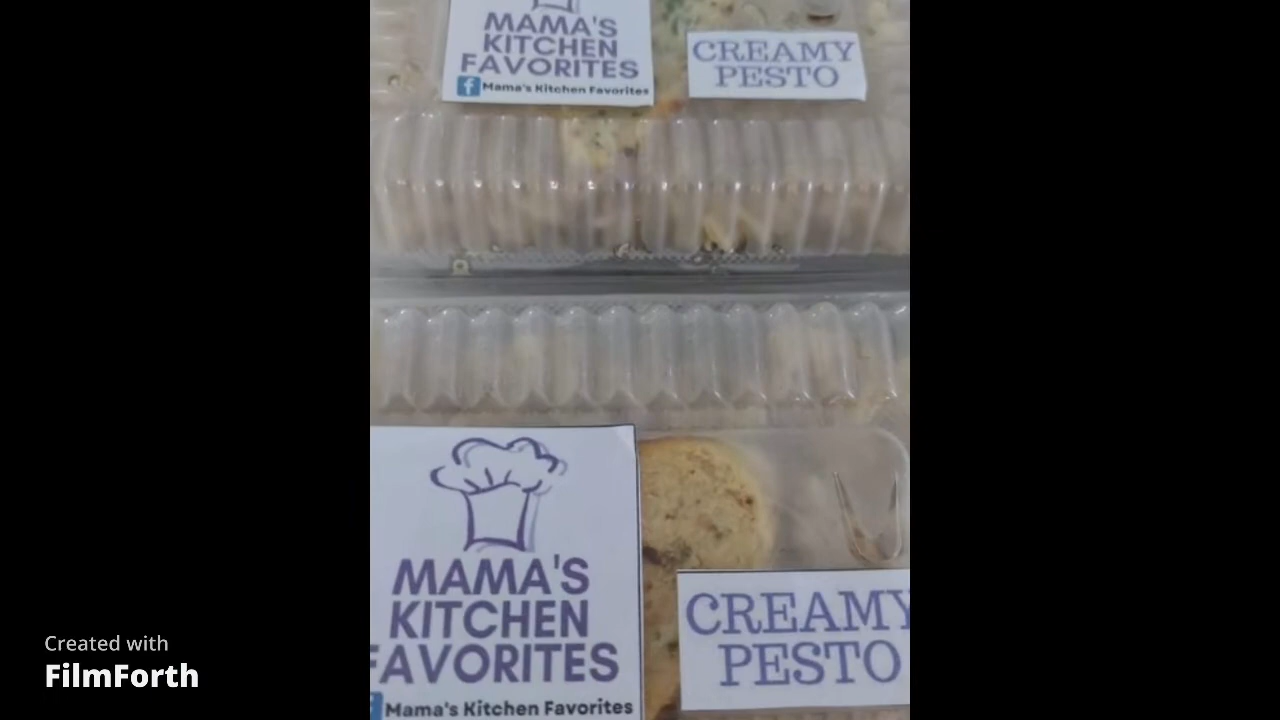 MAMA'S
KITCHEN
FAVORITES
f Mama's Kitchen Favorites
CREAMY
PESTO
MAMA'S
KITCHEN
FAVORITES
Mama's Kitchen Favorites
CREAMY
PESTO
Created with
FilmForth